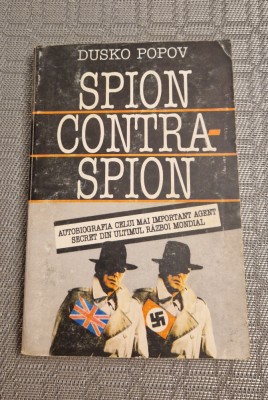 DUSKO POPOV
SPION
CONTRA-
SPION
AUTOBIOGRAFIA CELUI MAI IMPORTANT AGENT
SECRET DIN ULTIMUL RĂZBOI MONDIAL